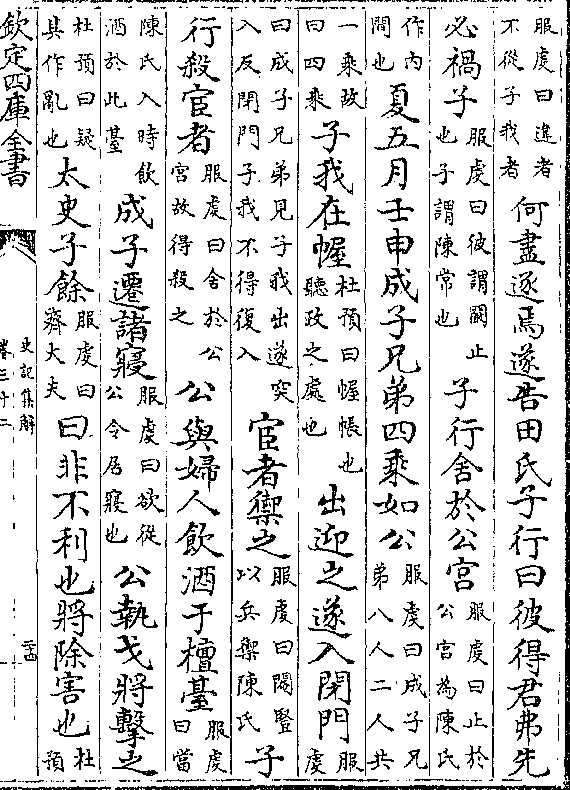 服虔曰違者不從子我者何盡逐焉遂告田氏子行曰彼得君弗先
必禍子服虔曰彼謂闞止也子謂陳常也子行舍於公宮服虔曰止於公宮為陳氏
作内間也夏五月壬申成子兄弟四乘如公服虔曰成子兄弟八人二人共
一乘故曰四乘子我在幄杜預曰幄帳也聽政之處也出迎之遂入閉門服虔
曰成子兄弟見子我出遂突入反閉門子我不得復入宦者禦之服虔曰閹豎以兵禦陳氏子
行殺宦者服虔曰舍於公宮故得殺之公與婦人飲酒于檀臺服虔曰當
陳氏入時飲酒於此臺成子遷諸寢服虔曰欲從公令居寢也公執戈將擊之
杜預曰疑其作亂也太史子餘服虔曰齊大夫曰非不利也將除害也杜預
欽定四庫全書
史記集解
卷三十二
二十四